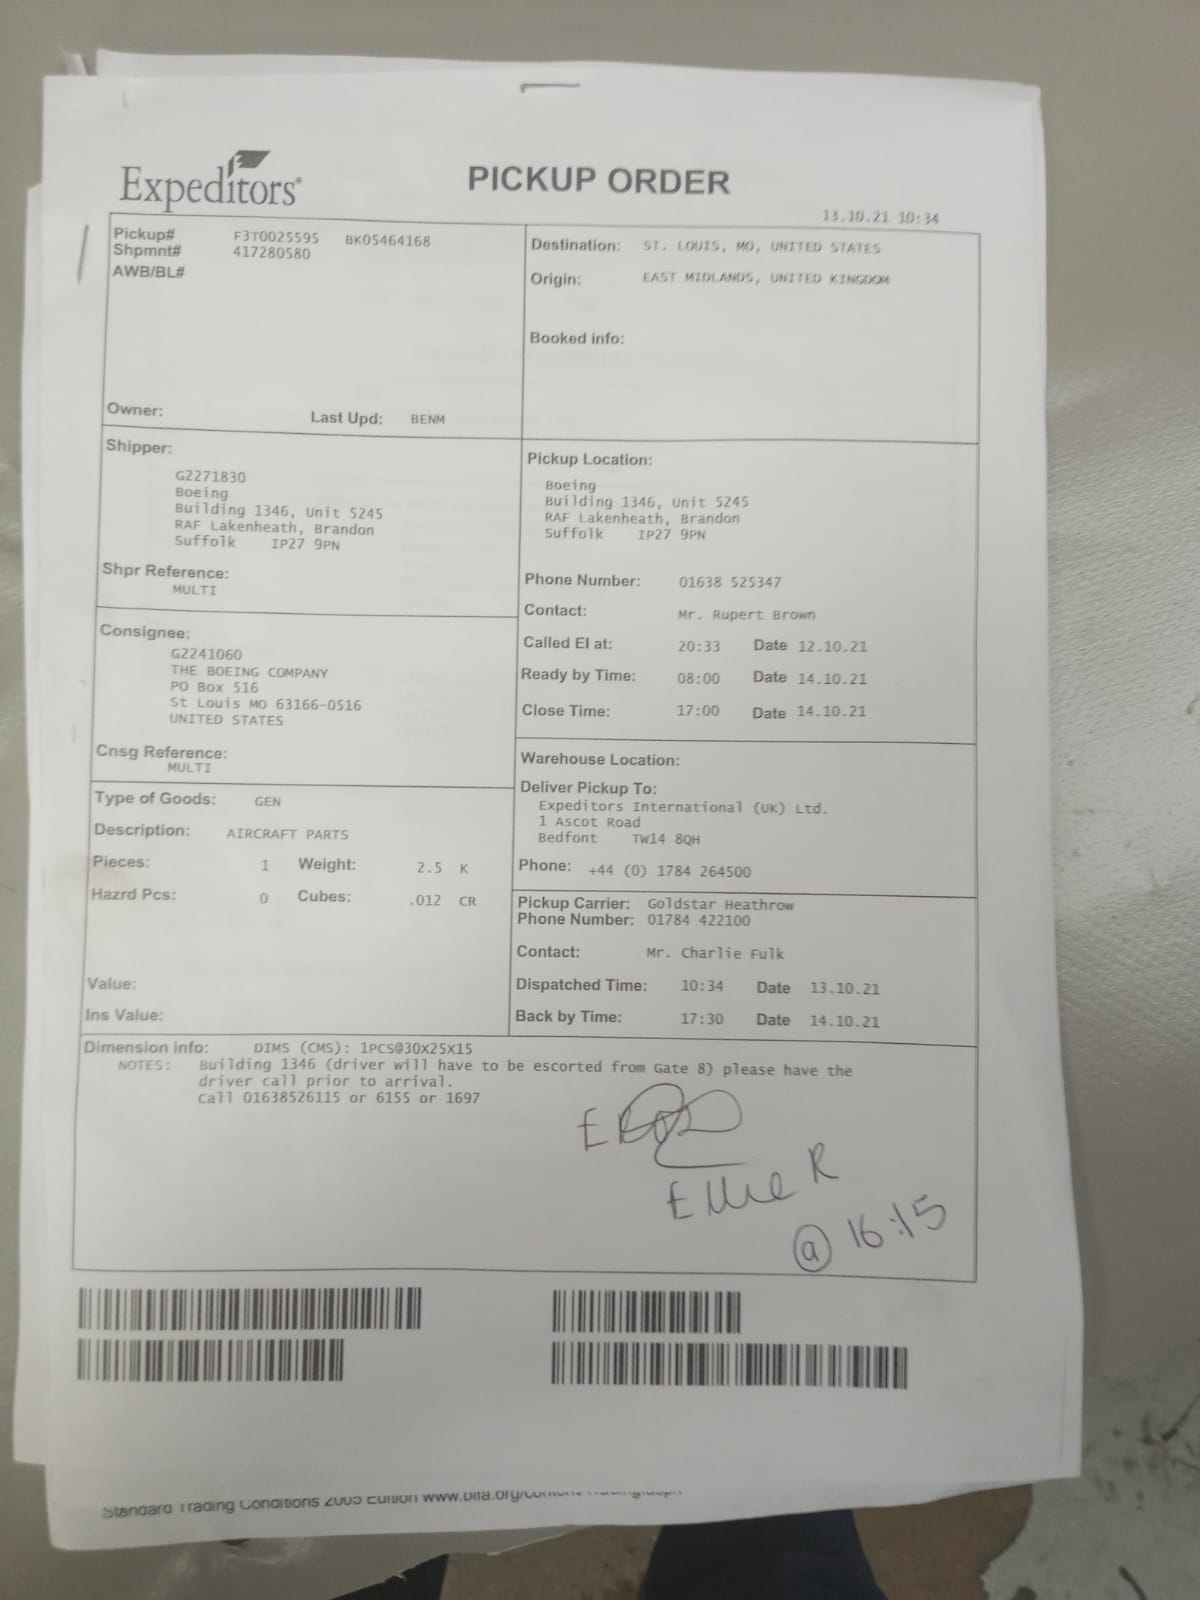 Expeditors
PICKUP ORDER
13.10.21 10:34
Pickup# F3T0025595 BK05464168
Shpmnt# 417280580
AWB/BL#
Owner: Last Upd: BENM
Destination: ST. LOUIS, MO, UNITED STATES
Origin: EAST MIDLANDS, UNITED KINGDOM
Booked info:
Shipper:
G2271830
Boeing
Building 1346, Unit 5245
RAF Lakenheath, Brandon
Suffolk IP27 9PN
Shpr Reference:
MULTI
Consignee:
G2241060
THE BOEING COMPANY
PO Box 516
St Louis MO 63166-0516
UNITED STATES
Cnsg Reference:
MULTI
Type of Goods: GEN
Description: AIRCRAFT PARTS
Pieces: 1 Weight: 2.5 K
Hazrd Pcs: 0 Cubes: .012 CR
Value:
Ins Value:
Pickup Location:
Boeing
Building 1346, Unit 5245
RAF Lakenheath, Brandon
Suffolk IP27 9PN
Phone Number: 01638 525347
Contact: Mr. Rupert Brown
Called EI at: 20:33 Date 12.10.21
Ready by Time: 08:00 Date 14.10.21
Close Time: 17:00 Date 14.10.21
Warehouse Location:
Deliver Pickup To:
Expeditors International (UK) Ltd.
1 Ascot Road
Bedfont TW14 8QH
Phone: +44 (0) 1784 264500
Pickup Carrier: Goldstar Heathrow
Phone Number: 01784 422100
Contact: Mr. Charlie Fulk
Dispatched Time: 10:34 Date 13.10.21
Back by Time: 17:30 Date 14.10.21
Dimension info: DIMS (CMS): 1PCS@30X25X15
NOTES: Building 1346 (driver will have to be escorted from Gate 8) please have the
driver call prior to arrival.
Call 01638526115 or 6155 or 1697
Ellie R
@ 16:15
Standard Trading Conditions 2005 Edition